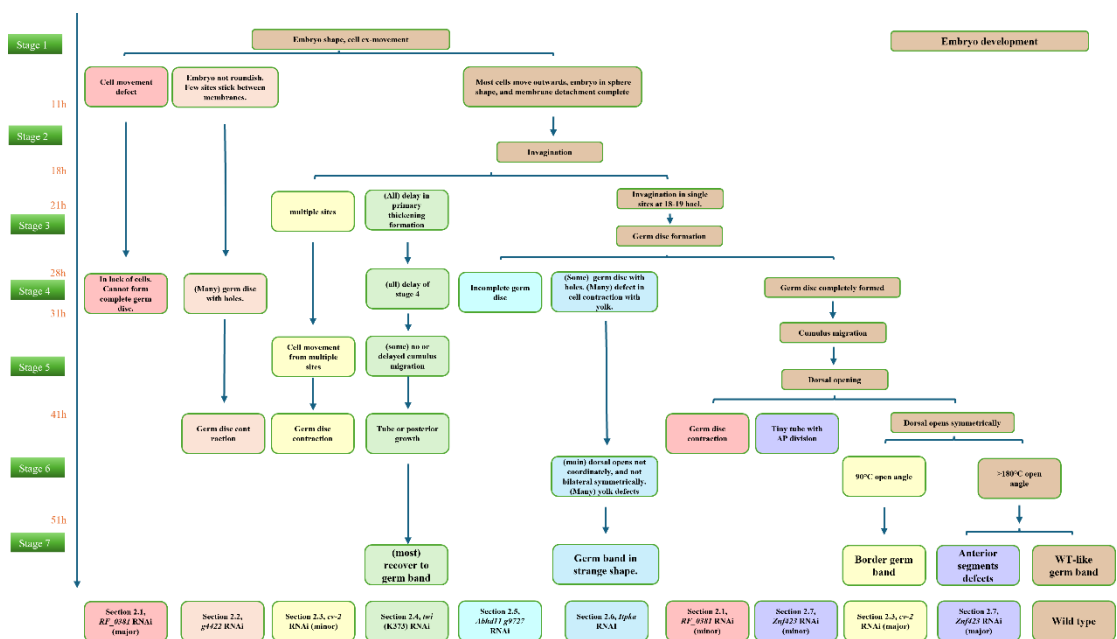 Stage 1
Embryo shape, cell ex-movement
Embryo development
Cell movement
defect
Embryo not roundish.
Few sites stick between
membranes.
Most cells move outwards, embryo in sphere
shape, and membrane detachment complete
11h
Stage 2
Invagination
18h
21h
multiple sites
(All) delay in
primary
thickening
formation
Invagination in single
sites at 18-19 hael.
Stage 3
Germ disc formation
28h
Stage 4
31h
In lack of cells.
Cannot form
complete germ
disc.
(Many) germ disc
with holes.
(all) delay of
stage 4
Incomplete germ
disc
(Some) germ disc with
holes. (Many) defect in
cell contraction with
yolk.
Germ disc completely formed
Cumulus migration
Stage 5
Cell movement
from multiple
sites
(some) no or
delayed cumulus
migration
Dorsal opening
41h
Germ disc cont
raction
Germ disc
contraction
Tube or posterior
growth
Germ disc
contraction
Tiny tube with
AP division
Dorsal opens symmetrically
Stage 6
(main) dorsal opens not
coordinately, and not
bilateral symmetrically.
(Many) yolk defects
90°C open angle
>180°C open
angle
51h
Stage 7
(most)
recover to
germ band
Germ band in
strange shape.
Border germ
band
Anterior
segments
defects
WT-like
germ band
Section 2.1,
RF_0381 RNAi
(major)
Section 2.2,
g4422 RNAi
Section 2.3, cv-2
RNAi (minor)
Section 2.4, twi
(K373) RNAi
Section 2.5,
Abhd11 g9727
RNAi
Section 2.6, Itpka
RNAi
Section 2.1,
RF_0381 RNAi
(minor)
Section 2.7,
Znf423 RNAi
(minor)
Section 2.3, cv-2
RNAi (major)
Section 2.7,
Znf423 RNAi
(major)
Wild type